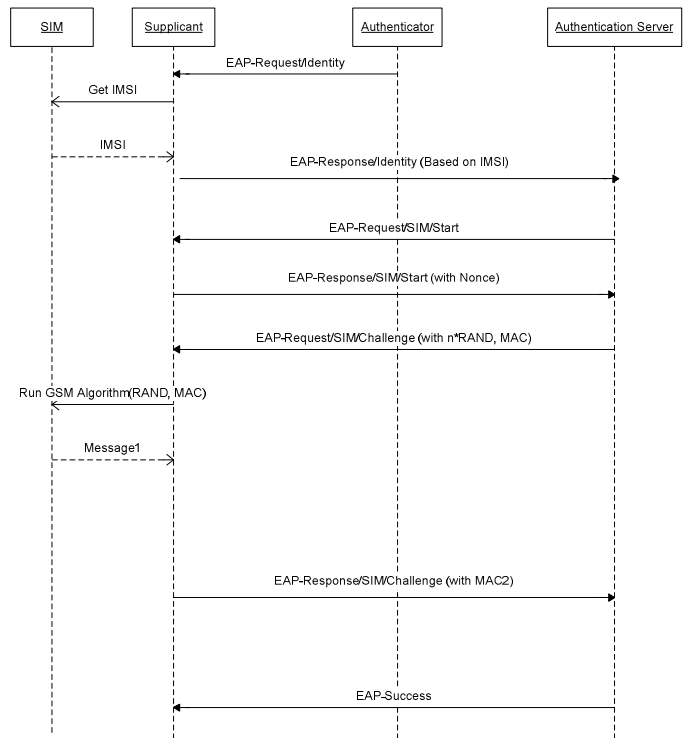 SIM
Supplicant
Authenticator
Authentication Server
EAP-Request/Identity
Get IMSI
IMSI
EAP-Response/Identity (Based on IMSI)
EAP-Request/SIM/Start
EAP-Response/SIM/Start (with Nonce)
EAP-Request/SIM/Challenge (with n*RAND, MAC)
Run GSM Algorithm(RAND, MAC)
Message1
EAP-Response/SIM/Challenge (with MAC2)
EAP-Success